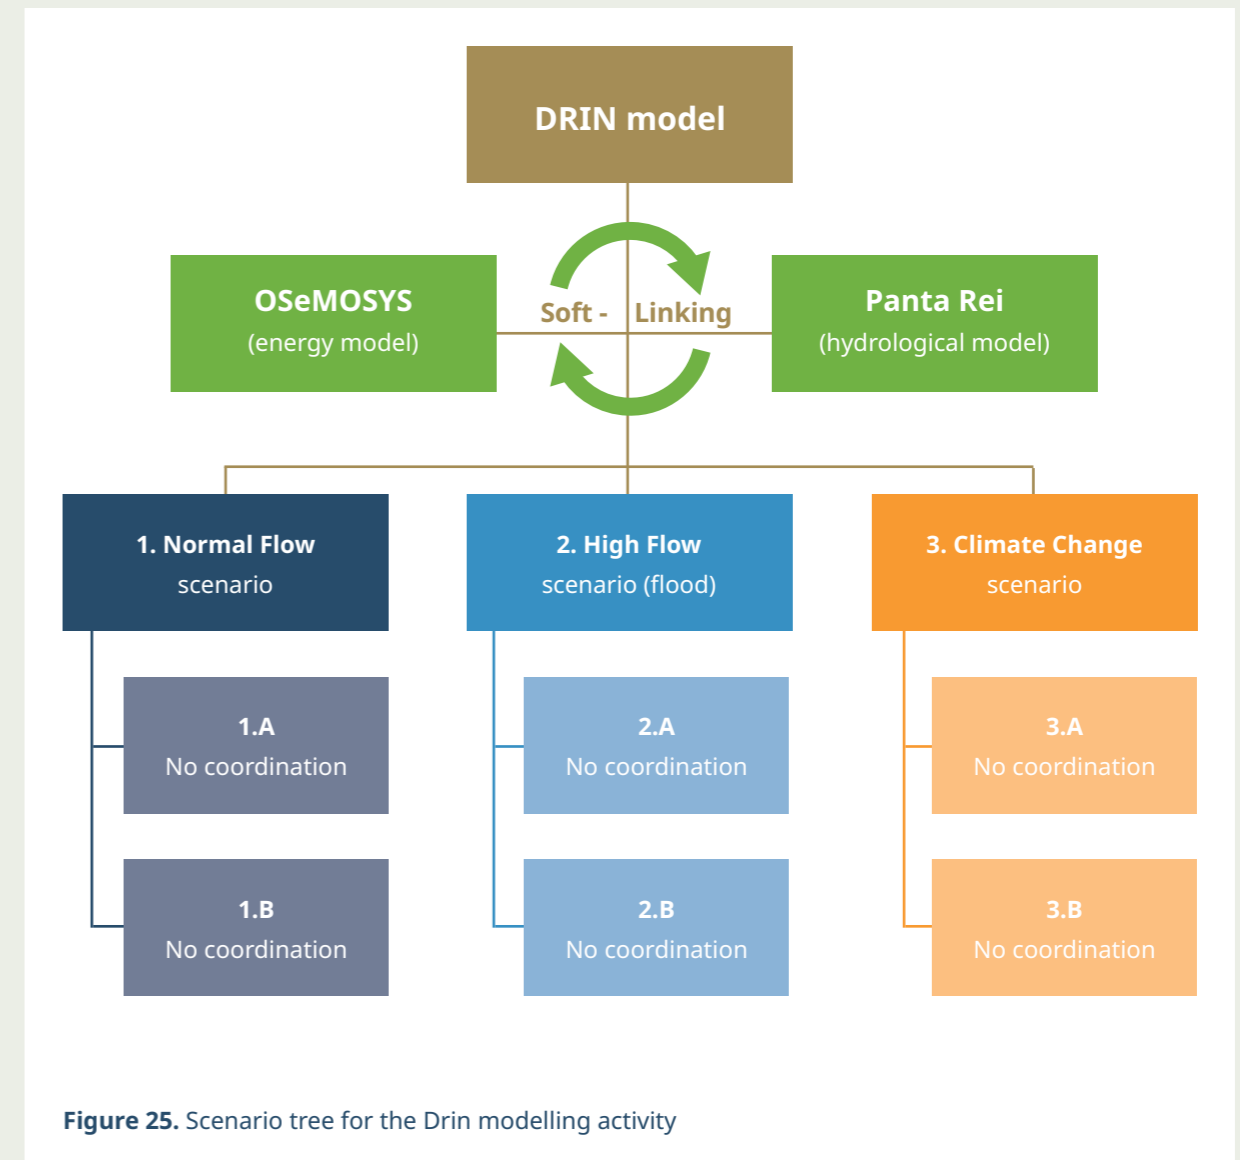 DRIN model
OSeMOSYS
(energy model)
Soft - Linking
Panta Rei
(hydrological model)
1. Normal Flow
scenario
2. High Flow
scenario (flood)
3. Climate Change
scenario
1.A
No coordination
2.A
No coordination
3.A
No coordination
1.B
No coordination
2.B
No coordination
3.B
No coordination
Figure 25. Scenario tree for the Drin modelling activity